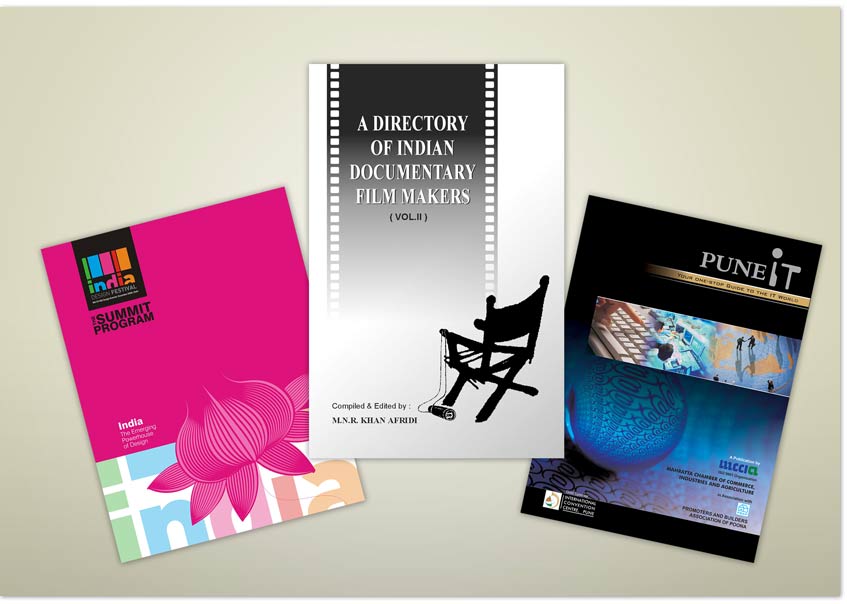 india
DESIGN FESTIVAL
THE
SUMMIT
PROGRAM
India
The Emerging
Powerhouse
of Design
india
A DIRECTORY
OF INDIAN
DOCUMENTARY
FILM MAKERS
( VOL.II )
Compiled & Edited by :
M.N.R. KHAN AFRIDI
PUNE iT
YOUR ONE-STOP GUIDE TO THE IT WORLD
A Publication by
mccia
MAHRATTA CHAMBER OF COMMERCE,
INDUSTRIES AND AGRICULTURE
In Association with
PROMOTERS AND BUILDERS
ASSOCIATION OF POONA
INTERNATIONAL
CONVENTION
CENTRE, PUNE